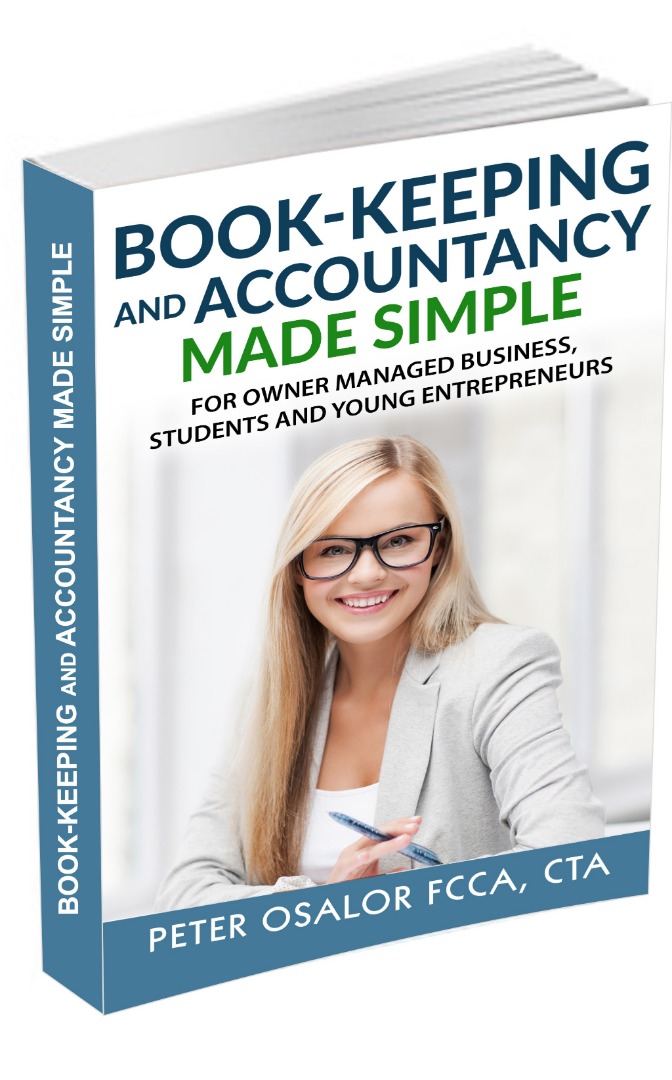 BOOK-KEEPING AND ACCOUNTANCY MADE SIMPLE
BOOK-KEEPING
AND ACCOUNTANCY
MADE SIMPLE
FOR OWNER MANAGED BUSINESS,
STUDENTS AND YOUNG ENTREPRENEURS
PETER OSALOR FCCA, CTA